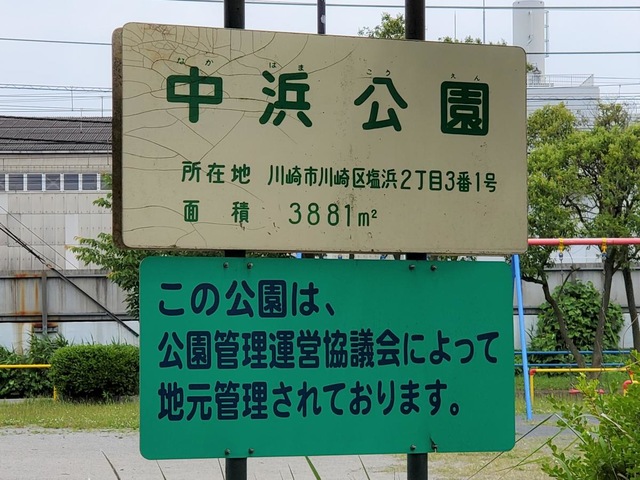 なか はま こう えん
中浜公園
所在地 川崎市川崎区塩浜2丁目3番1号
面積 3881m²
この公園は、
公園管理運営協議会によって
地元管理されております。